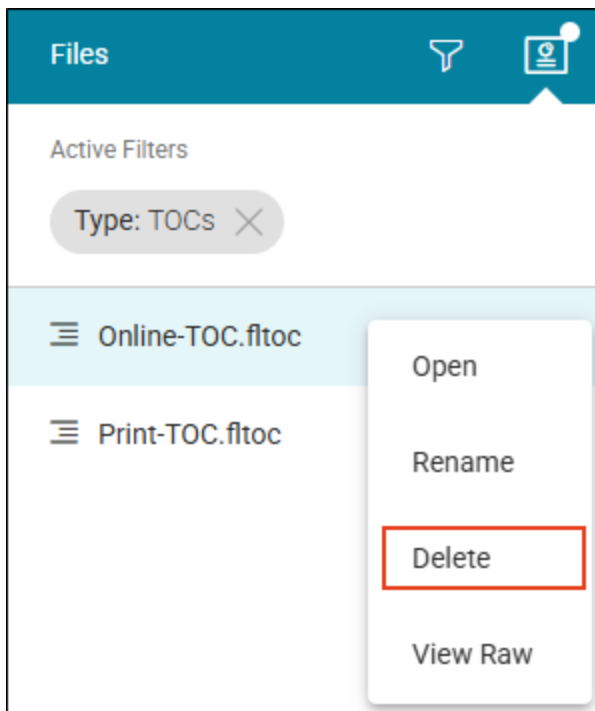 Files
Active Filters
Type: TOCs
Online-TOC.fltoc
Print-TOC.fltoc
Open
Rename
Delete
View Raw